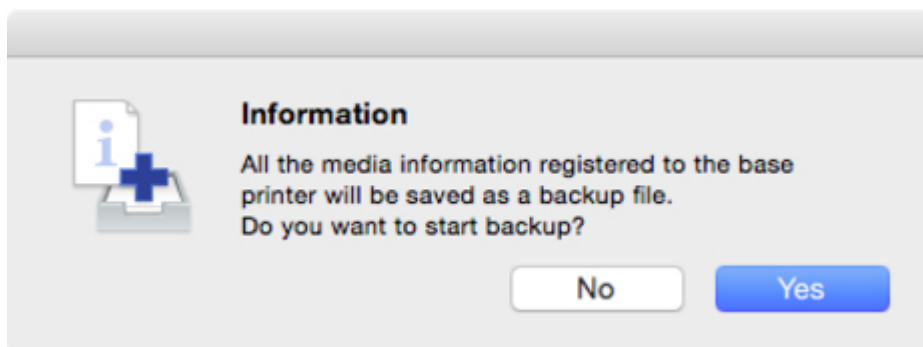 i
Information
All the media information registered to the base
printer will be saved as a backup file.
Do you want to start backup?
No
Yes